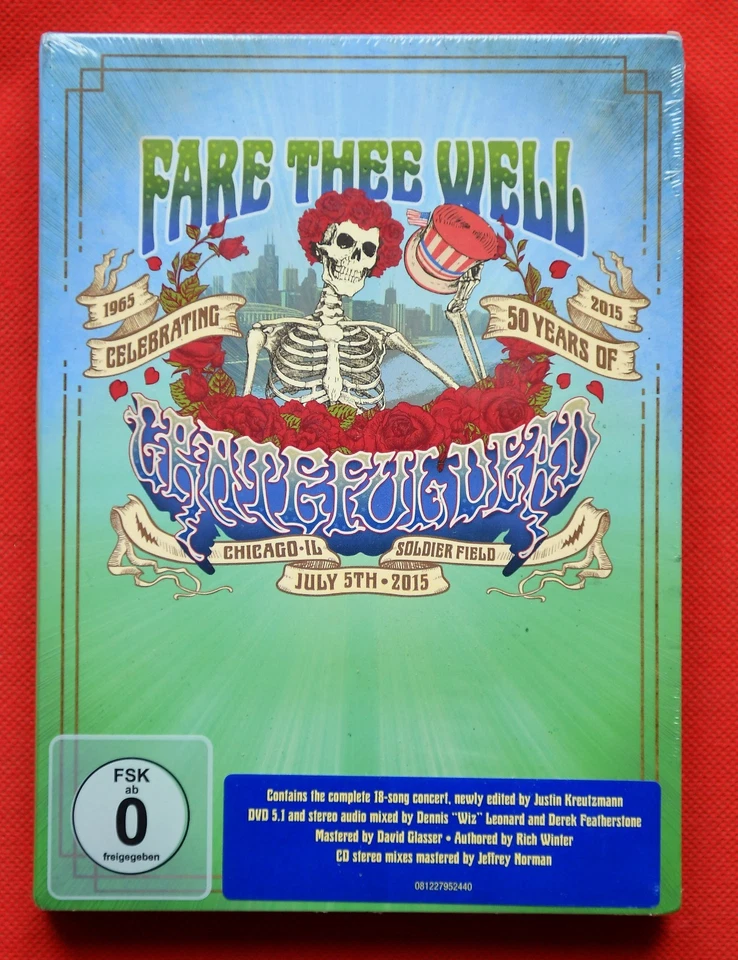 FARE THEE WELL
1965
2015
CELEBRATING
50 YEARS OF
GRATEFUL DEAD
CHICAGO•IL
SOLDIER FIELD
JULY 5TH • 2015
FSK
ab
0
freigegeben
Contains the complete 18-song concert, newly edited by Justin Kreutzmann
DVD 5.1 and stereo audio mixed by Dennis "Wiz" Leonard and Derek Featherstone
Mastered by David Glasser • Authored by Rich Winter
CD stereo mixes mastered by Jeffrey Norman
081227952440